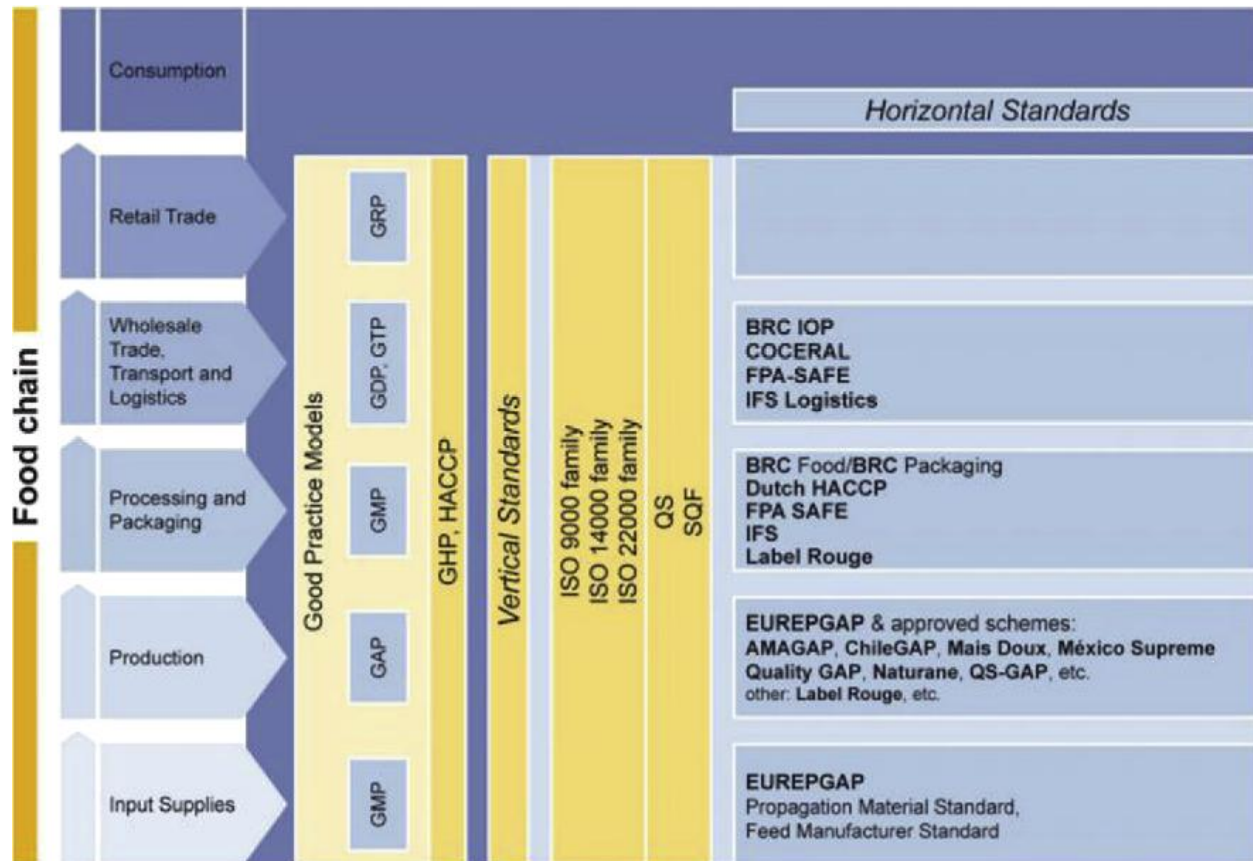 Food chain
Consumption
Horizontal Standards
Retail Trade
Wholesale
Trade,
Transport and
Logistics
Processing and
Packaging
Production
Input Supplies
Good Practice Models
GRP
GDP, GTP
GMP
GAP
GMP
GHP, HACCP
Vertical Standards
ISO 9000 family
ISO 14000 family
ISO 22000 family
QS
SQF
BRC IOP
COCERAL
FPA-SAFE
IFS Logistics
BRC Food/BRC Packaging
Dutch HACCP
FPA SAFE
IFS
Label Rouge
EUREPGAP & approved schemes:
AMAGAP, ChileGAP, Mais Doux, México Supreme
Quality GAP, Naturane, QS-GAP, etc.
other: Label Rouge, etc.
EUREPGAP
Propagation Material Standard,
Feed Manufacturer Standard